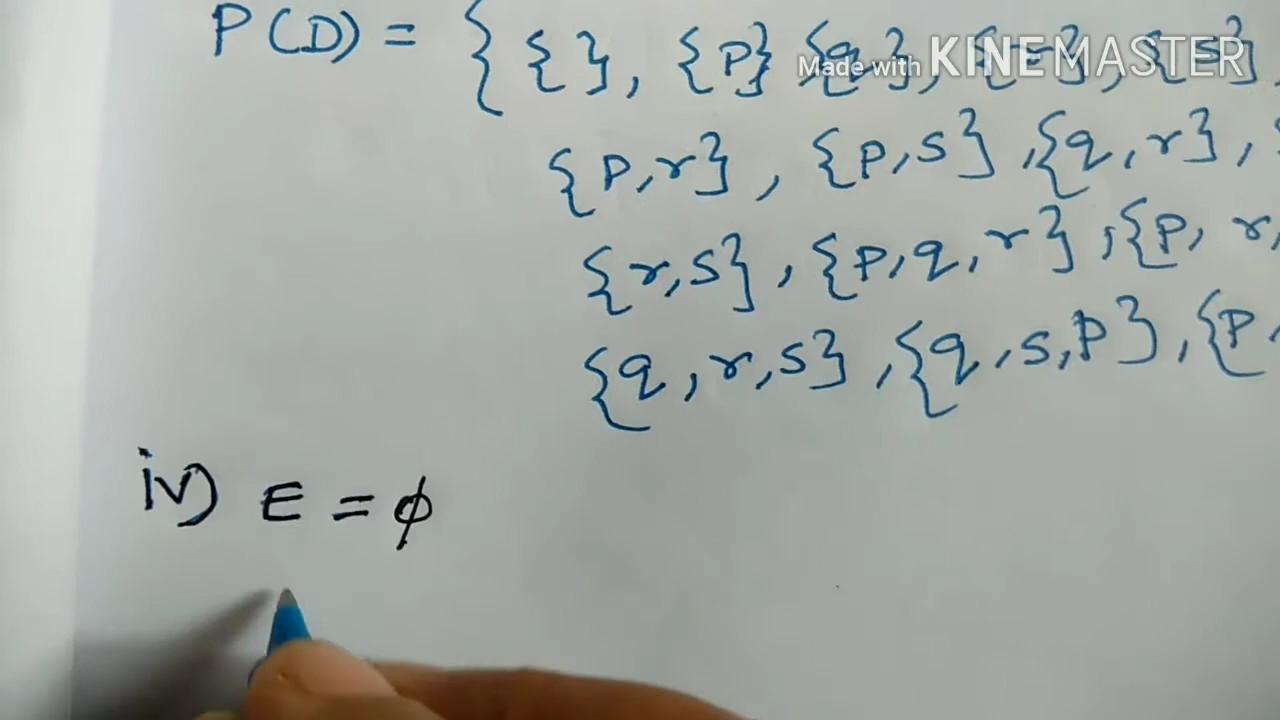 P(D) = { { }, {P} {q}, {r}, {S}
Made with KINEMASTER
{P,r}, {P,S}, {q,r},
{r,S}, {P,q,r}, {P, r,
{q, r,S}, {q,S,P}, {P,
iv) E = ϕ